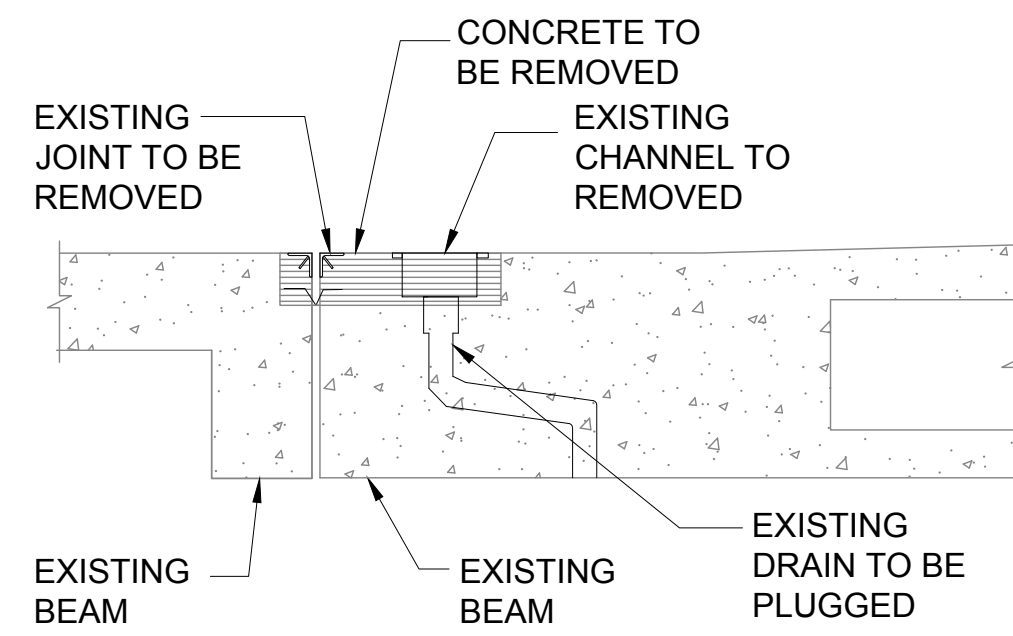 CONCRETE TO
BE REMOVED
EXISTING
JOINT TO BE
REMOVED
EXISTING
CHANNEL TO
REMOVED
EXISTING
BEAM
EXISTING
BEAM
EXISTING
DRAIN TO BE
PLUGGED